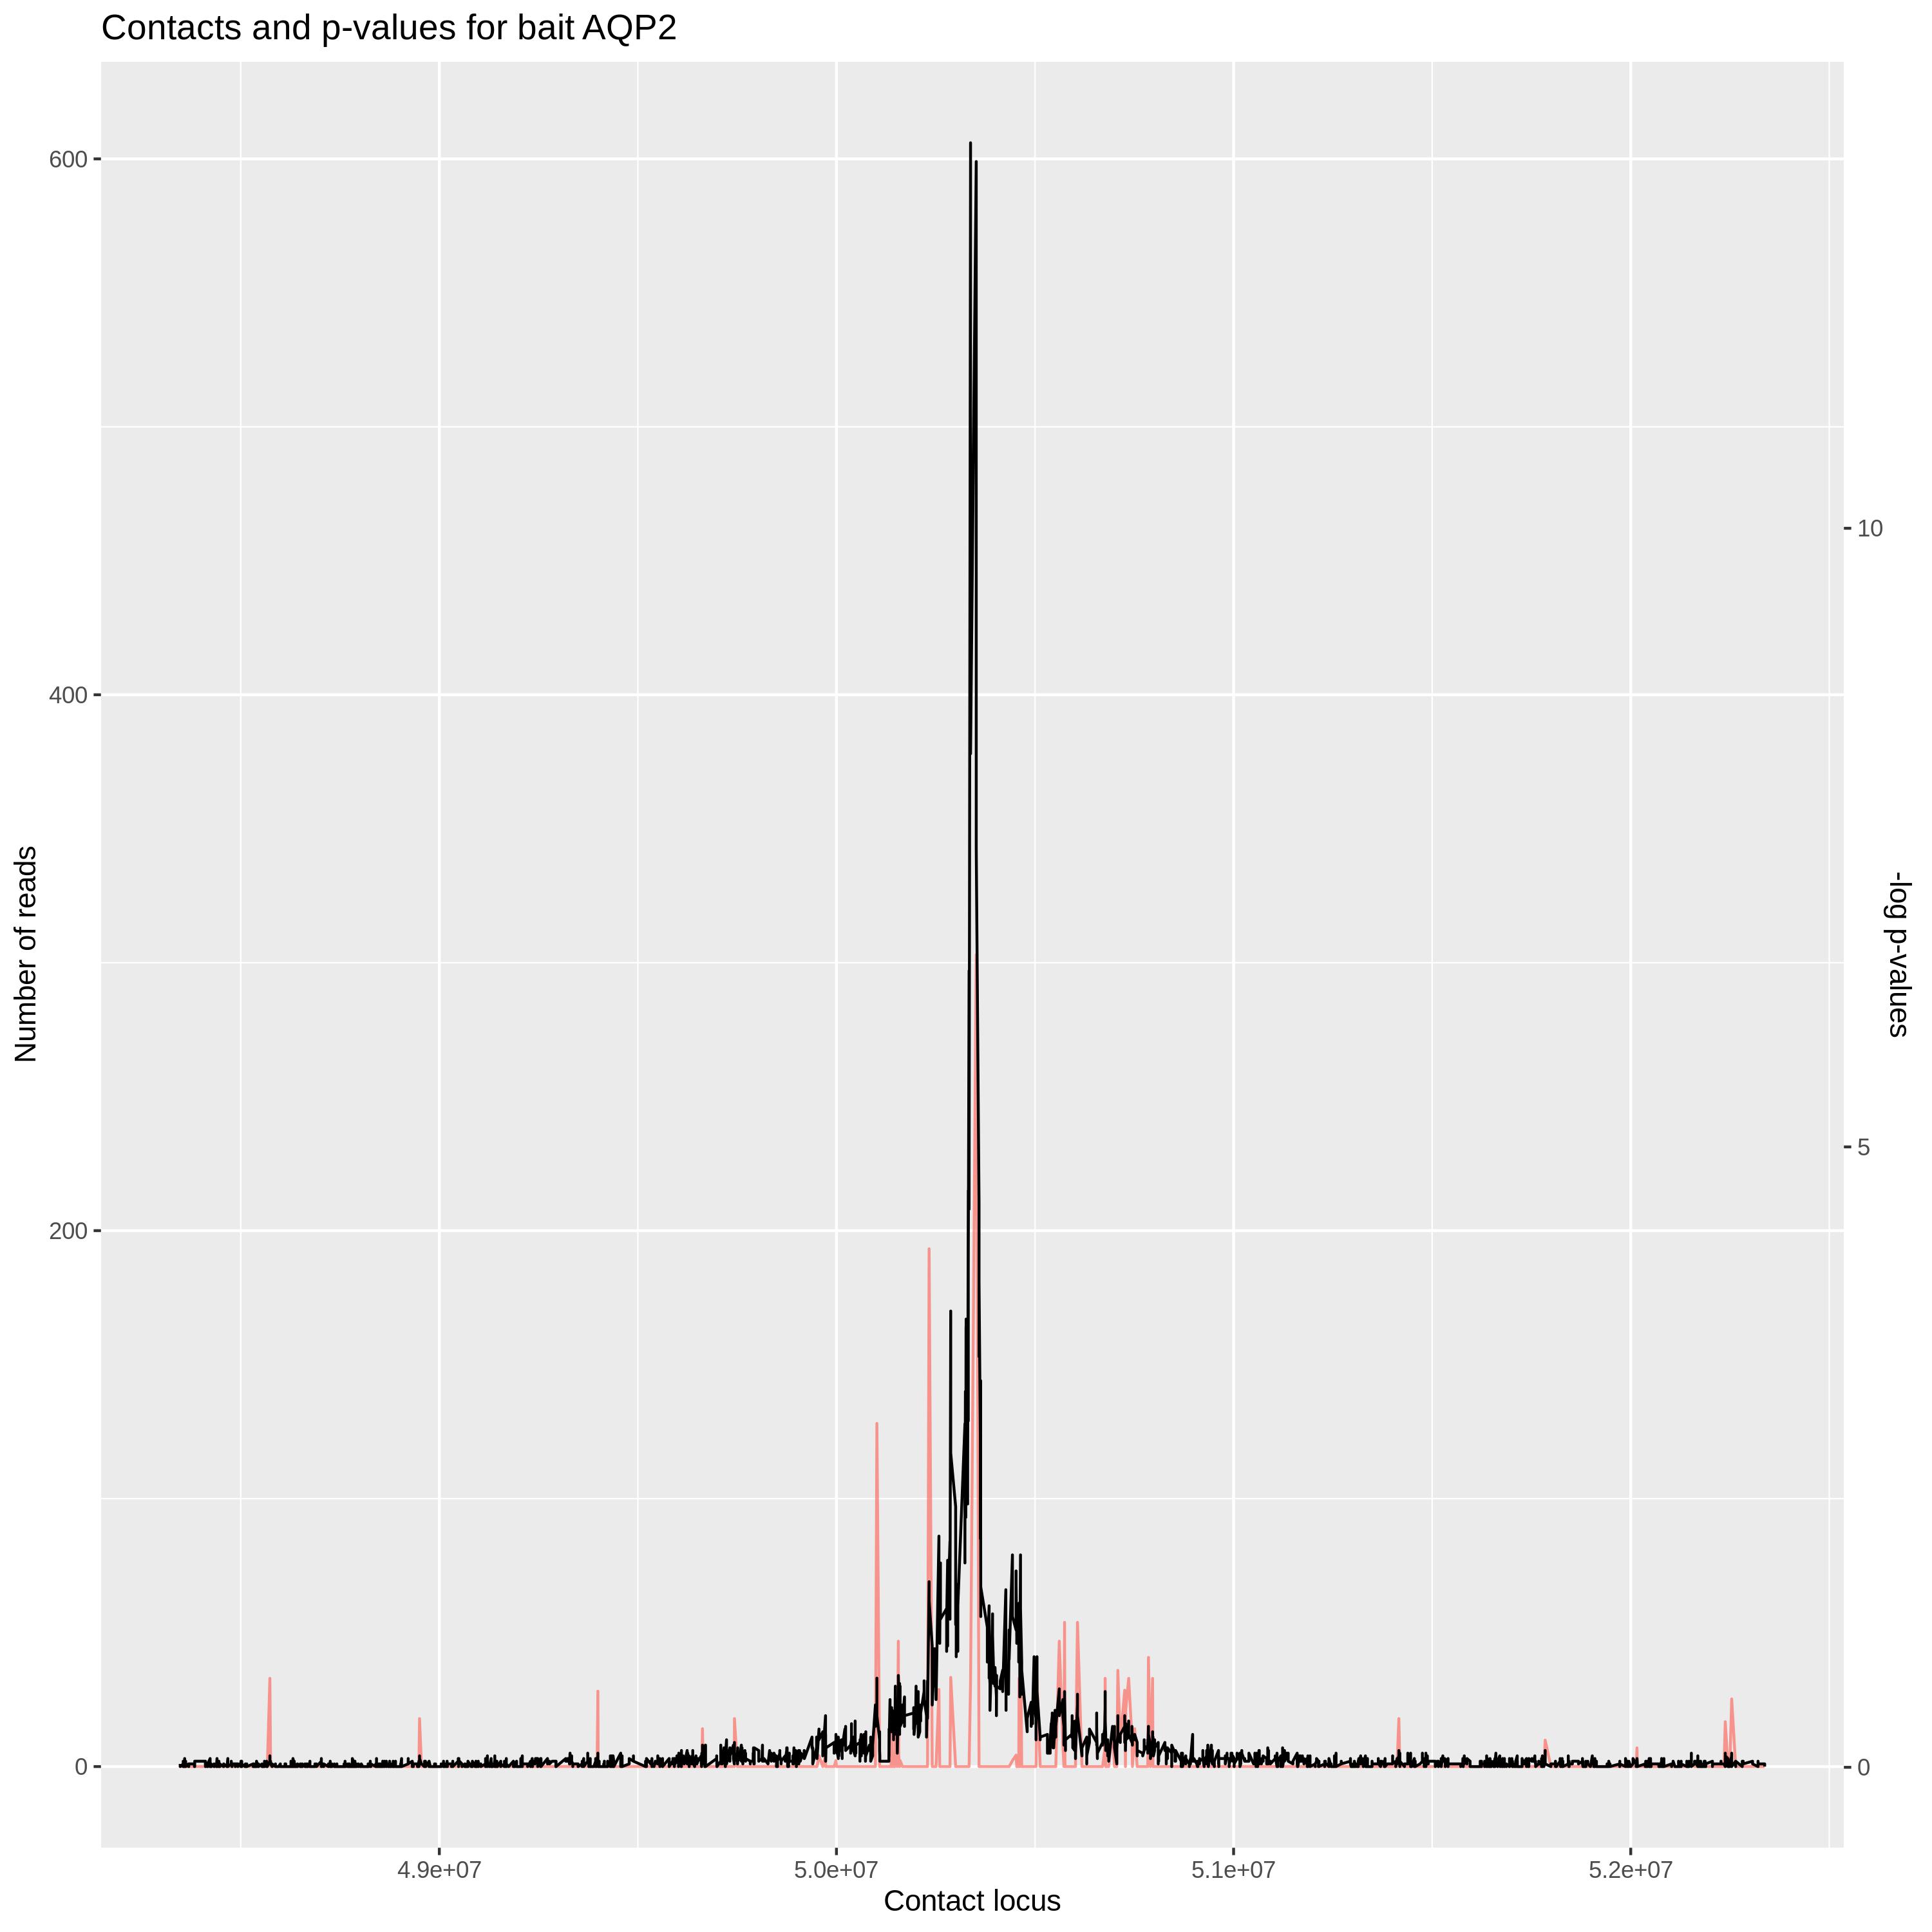 Contacts and p-values for bait AQP2
600
400
200
0
Number of reads
10
5
0
-log p-values
4.9e+07
5.0e+07
5.1e+07
5.2e+07
Contact locus